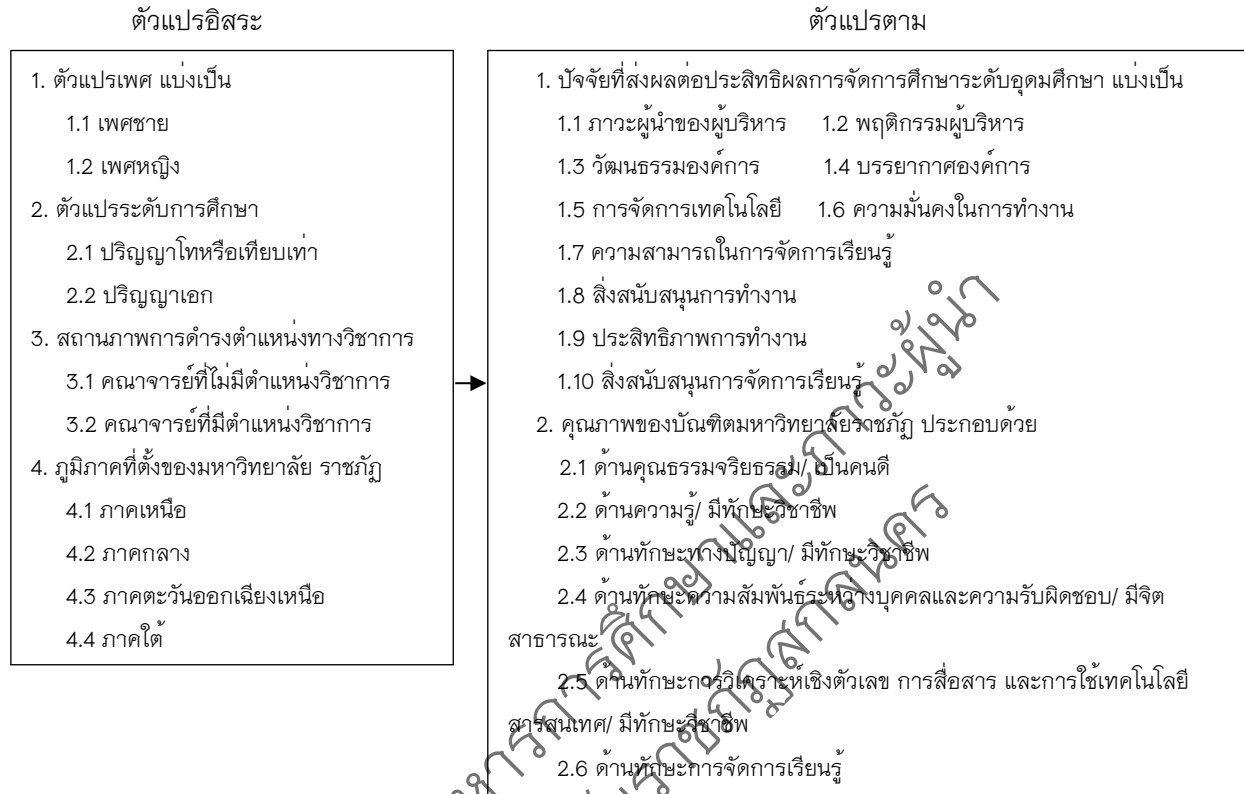 ตัวแปรอิสระ
1. ตัวแปรเพศ แบ่งเป็น
1.1 เพศชาย
1.2 เพศหญิง
2. ตัวแปรระดับการศึกษา
2.1 ปริญญาโทหรือเทียบเท่า
2.2 ปริญญาเอก
3. สถานภาพการดำรงตำแหน่งทางวิชาการ
3.1 คณาจารย์ที่ไม่มีตำแหน่งวิชาการ
3.2 คณาจารย์ที่มีตำแหน่งวิชาการ
4. ภูมิภาคที่ตั้งของมหาวิทยาลัย ราชภัฏ
4.1 ภาคเหนือ
4.2 ภาคกลาง
4.3 ภาคตะวันออกเฉียงเหนือ
4.4 ภาคใต้
ตัวแปรตาม
1. ปัจจัยที่ส่งผลต่อประสิทธิผลการจัดการศึกษาระดับอุดมศึกษา แบ่งเป็น
1.1 ภาวะผู้นำของผู้บริหาร 1.2 พฤติกรรมผู้บริหาร
1.3 วัฒนธรรมองค์การ 1.4 บรรยากาศองค์การ
1.5 การจัดการเทคโนโลยี 1.6 ความมั่นคงในการทำงาน
1.7 ความสามารถในการจัดการเรียนรู้
1.8 สิ่งสนับสนุนการทำงาน
1.9 ประสิทธิภาพการทำงาน
1.10 สิ่งสนับสนุนการจัดการเรียนรู้
2. คุณภาพของบัณฑิตมหาวิทยาลัยราชภัฏ ประกอบด้วย
2.1 ด้านคุณธรรมจริยธรรม/ เป็นคนดี
2.2 ด้านความรู้/ มีทักษะวิชาชีพ
2.3 ด้านทักษะทางปัญญา/ มีทักษะวิชาชีพ
2.4 ด้านทักษะความสัมพันธ์ระหว่างบุคคลและความรับผิดชอบ/ มีจิต
สาธารณะ
2.5 ด้านทักษะการวิเคราะห์เชิงตัวเลข การสื่อสาร และการใช้เทคโนโลยี
สารสนเทศ/ มีทักษะวิชาชีพ
2.6 ด้านทักษะการจัดการเรียนรู้
หารการศึกษาและภาวะผู้นำ
ราชภัฏสกลนคร